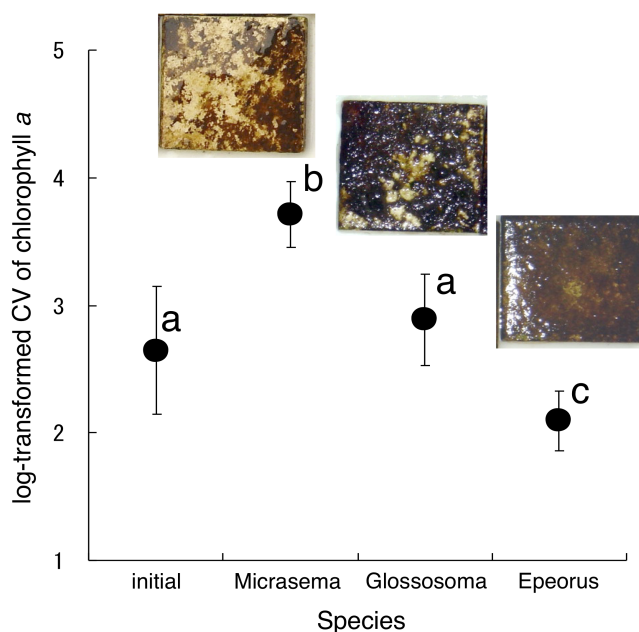 log-transformed CV of chlorophyll a
5
4
3
2
1
a
b
a
c
initial
Micrasema
Glossosoma
Epeorus
Species